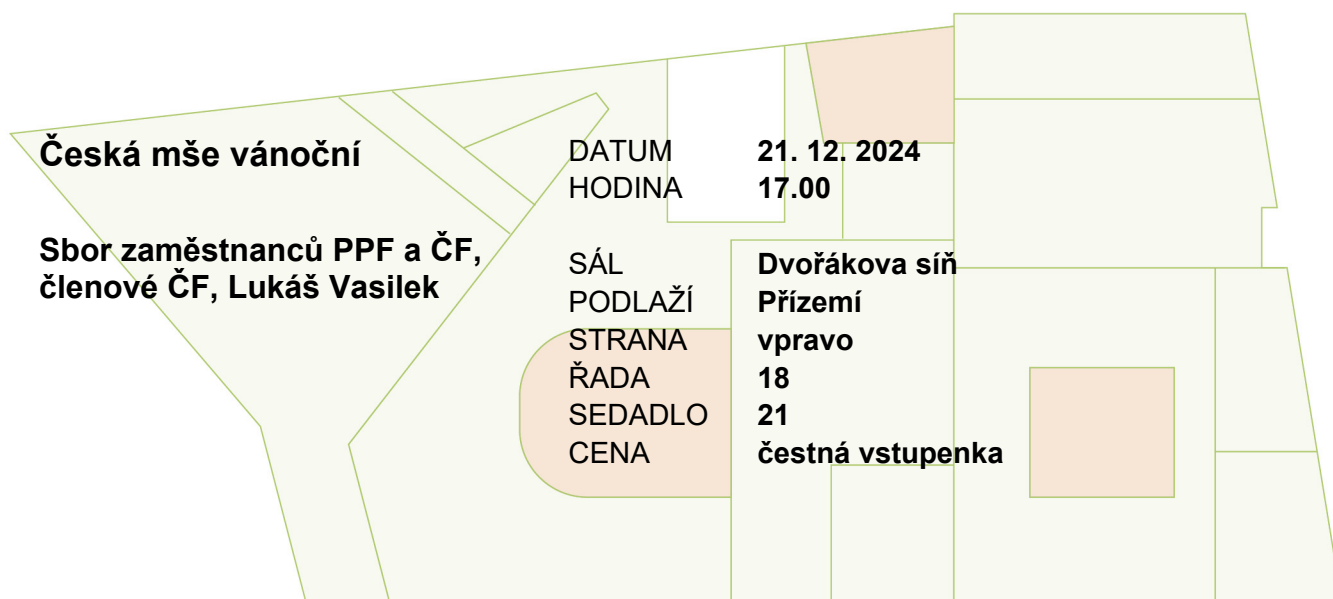 Česká mše vánoční
Sbor zaměstnanců PPF a ČF,
členové ČF, Lukáš Vasilek
DATUM 21. 12. 2024
HODINA 17.00
SÁL Dvořákova síň
PODLAŽÍ Přízemí
STRANA vpravo
ŘADA 18
SEDADLO 21
CENA čestná vstupenka